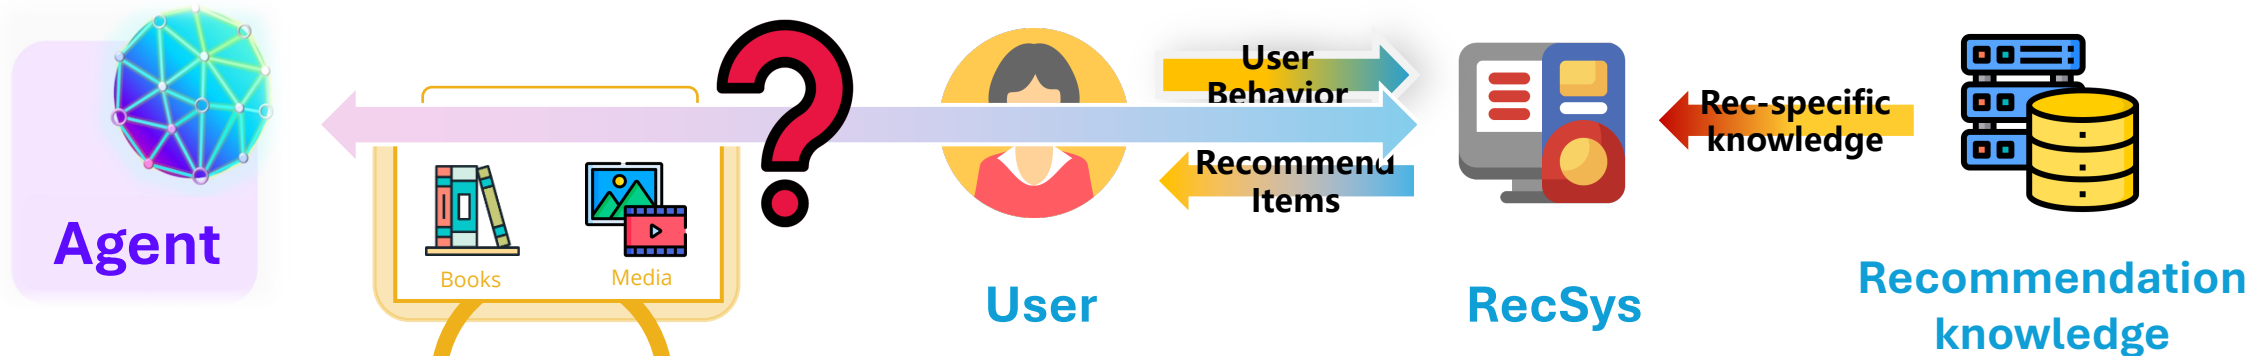 Agent
Books
Media
User
User
Behavior
Recommend
Items
RecSys
Rec-specific
knowledge
Recommendation
knowledge